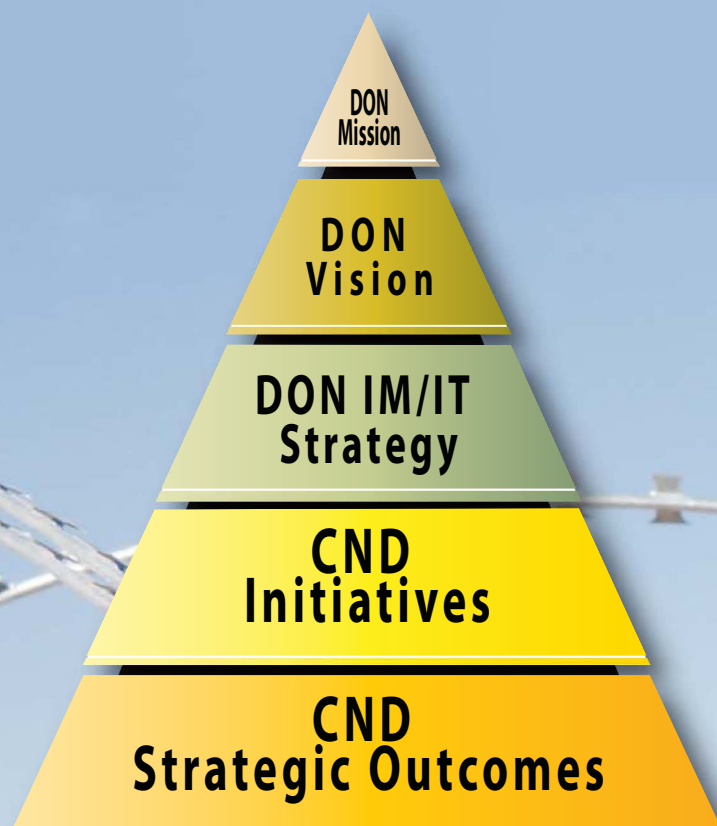 DON
Mission
DON
Vision
DON IM/IT
Strategy
CND
Initiatives
CND
Strategic Outcomes